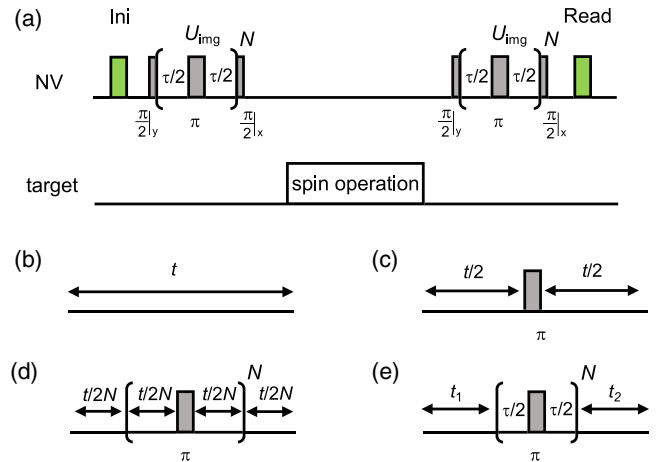 (a)
Ini Read
U_img N U_img N
NV τ/2 τ/2 τ/2 τ/2
π/2|y π π/2|x π/2|y π π/2|x
target spin operation
(b) t
(c) t/2 t/2
π
(d) N
t/2N t/2N t/2N t/2N
π
(e) N
t₁ τ/2 τ/2 t₂
π